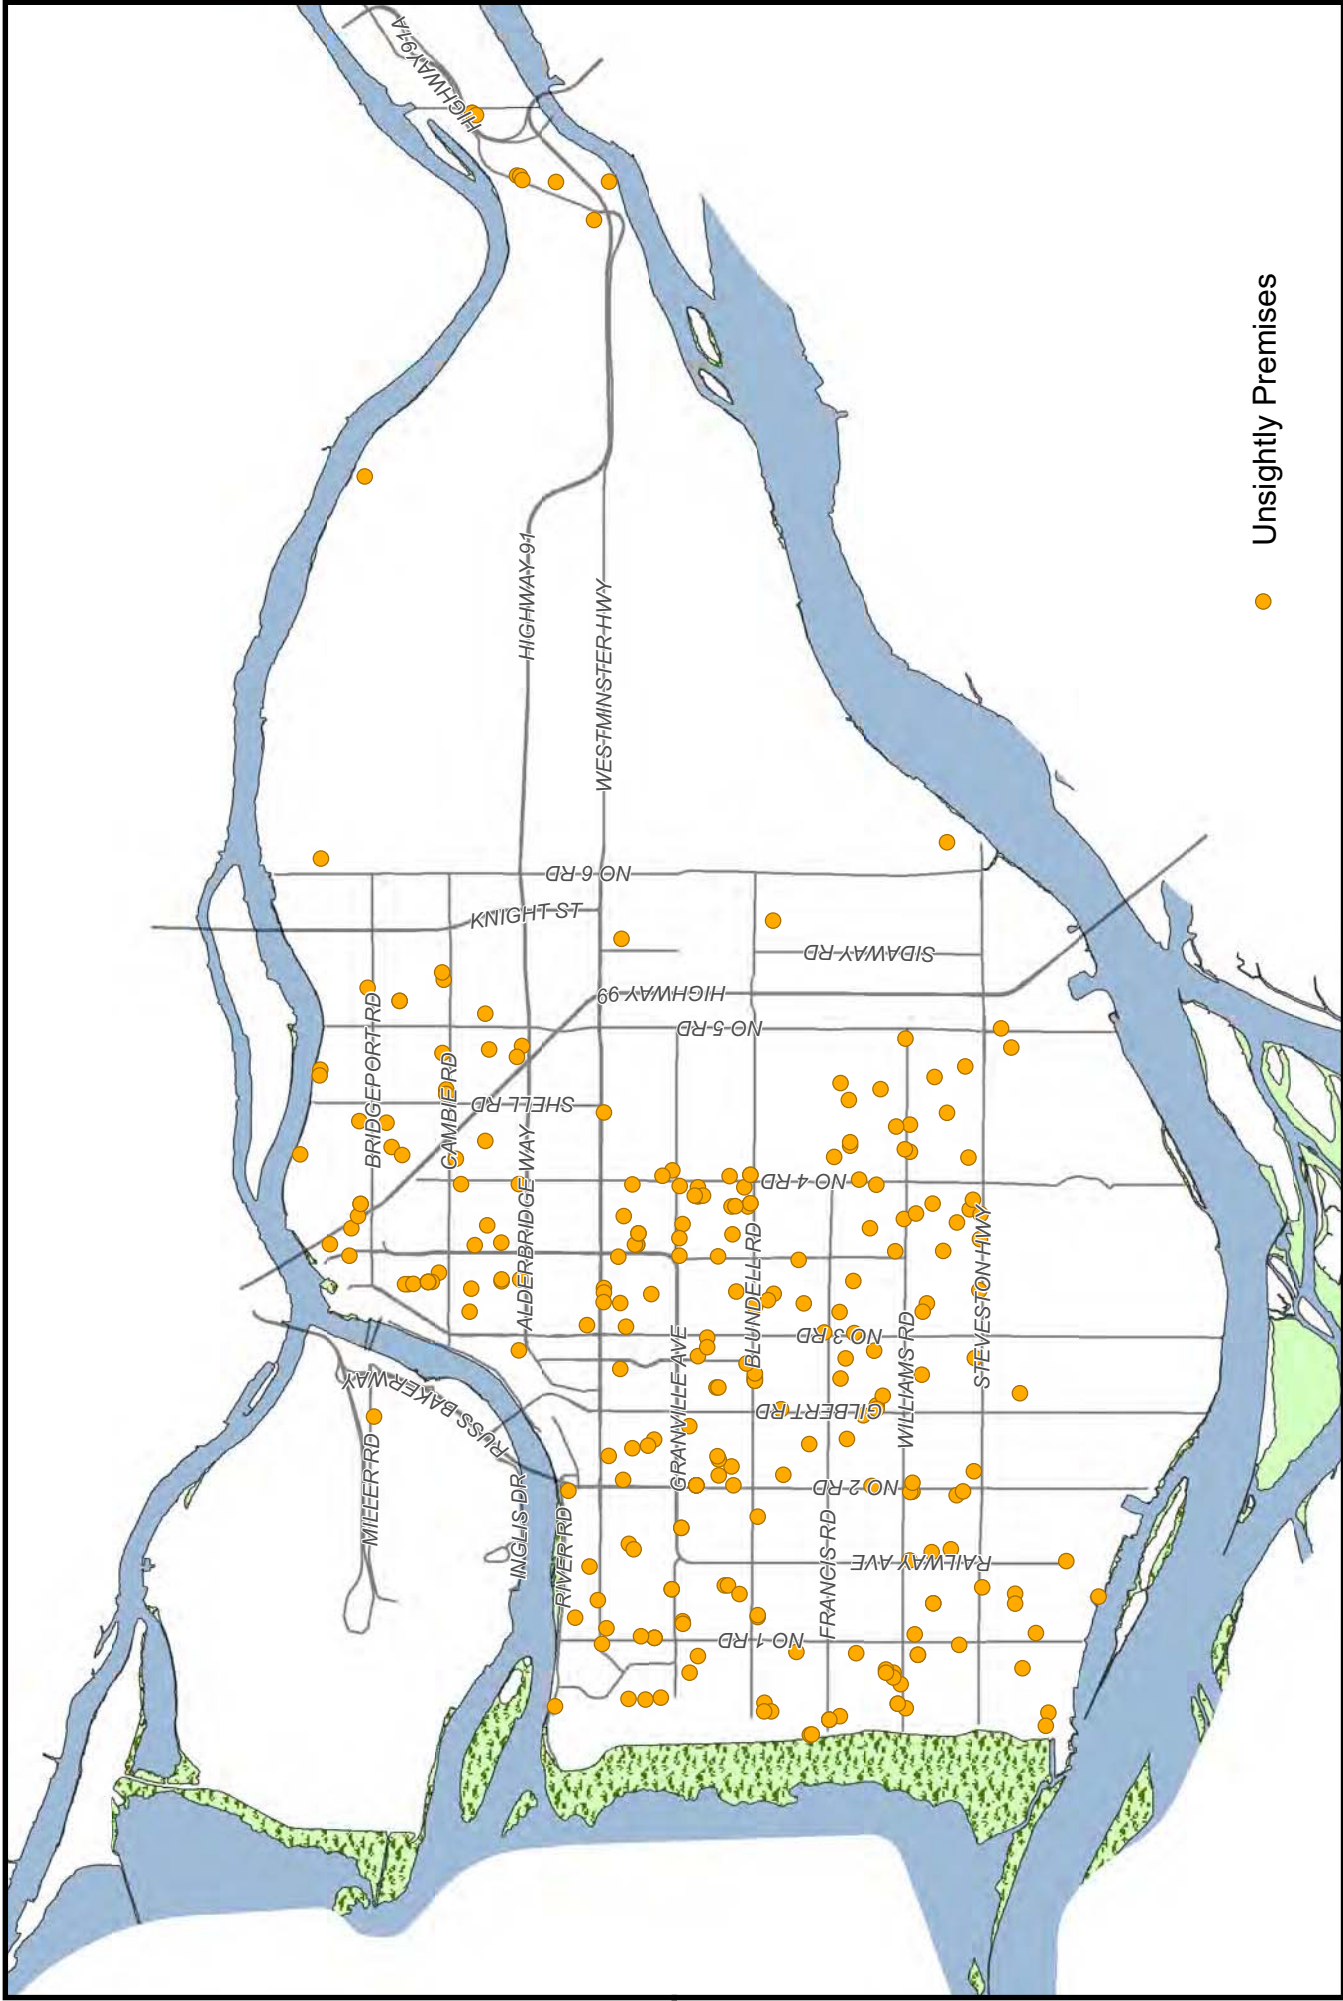 HIGHWAY 91A
HIGHWAY 91
WESTMINSTER HWY
NO 6 RD
KNIGHT ST
SIDAWAY RD
HIGHWAY 99
NO 5 RD
BRIDGEPORT RD
CAMBIE RD
SHELL RD
ALDERBRIDGE WAY
NO 4 RD
BLUNDELL RD
STEVESTON HWY
NO 3 RD
GRANVILLE AVE
WILLIAMS RD
RUSS BAKER WAY
GILBERT RD
MILLER RD
INGLIS DR
NO 2 RD
RIVER RD
FRANCIS RD
RAILWAY AVE
NO 1 RD
Unsightly Premises